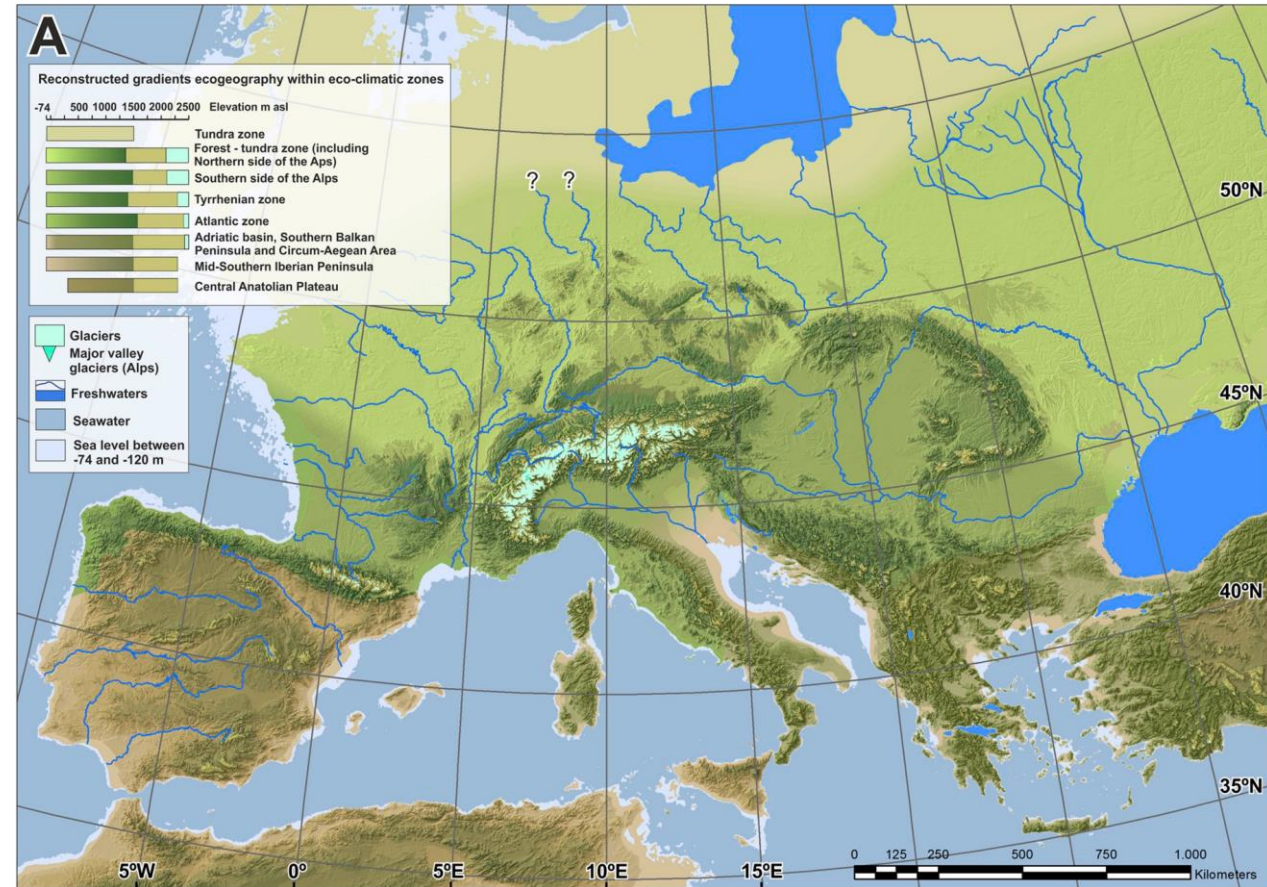 A
Reconstructed gradients ecogeography within eco-climatic zones
-74 500 1000 1500 2000 2500 Elevation m asl
Tundra zone
Forest - tundra zone (including
Northern side of the Aps)
Southern side of the Alps
Tyrrhenian zone
Atlantic zone
Adriatic basin, Southern Balkan
Peninsula and Circum-Aegean Area
Mid-Southern Iberian Peninsula
Central Anatolian Plateau
Glaciers
Major valley
glaciers (Alps)
Freshwaters
Seawater
Sea level between
-74 and -120 m
? ?
50ºN
45ºN
40ºN
35ºN
5ºW 0º 5ºE 10ºE 15ºE
0 125 250 500 750 1.000
Kilometers